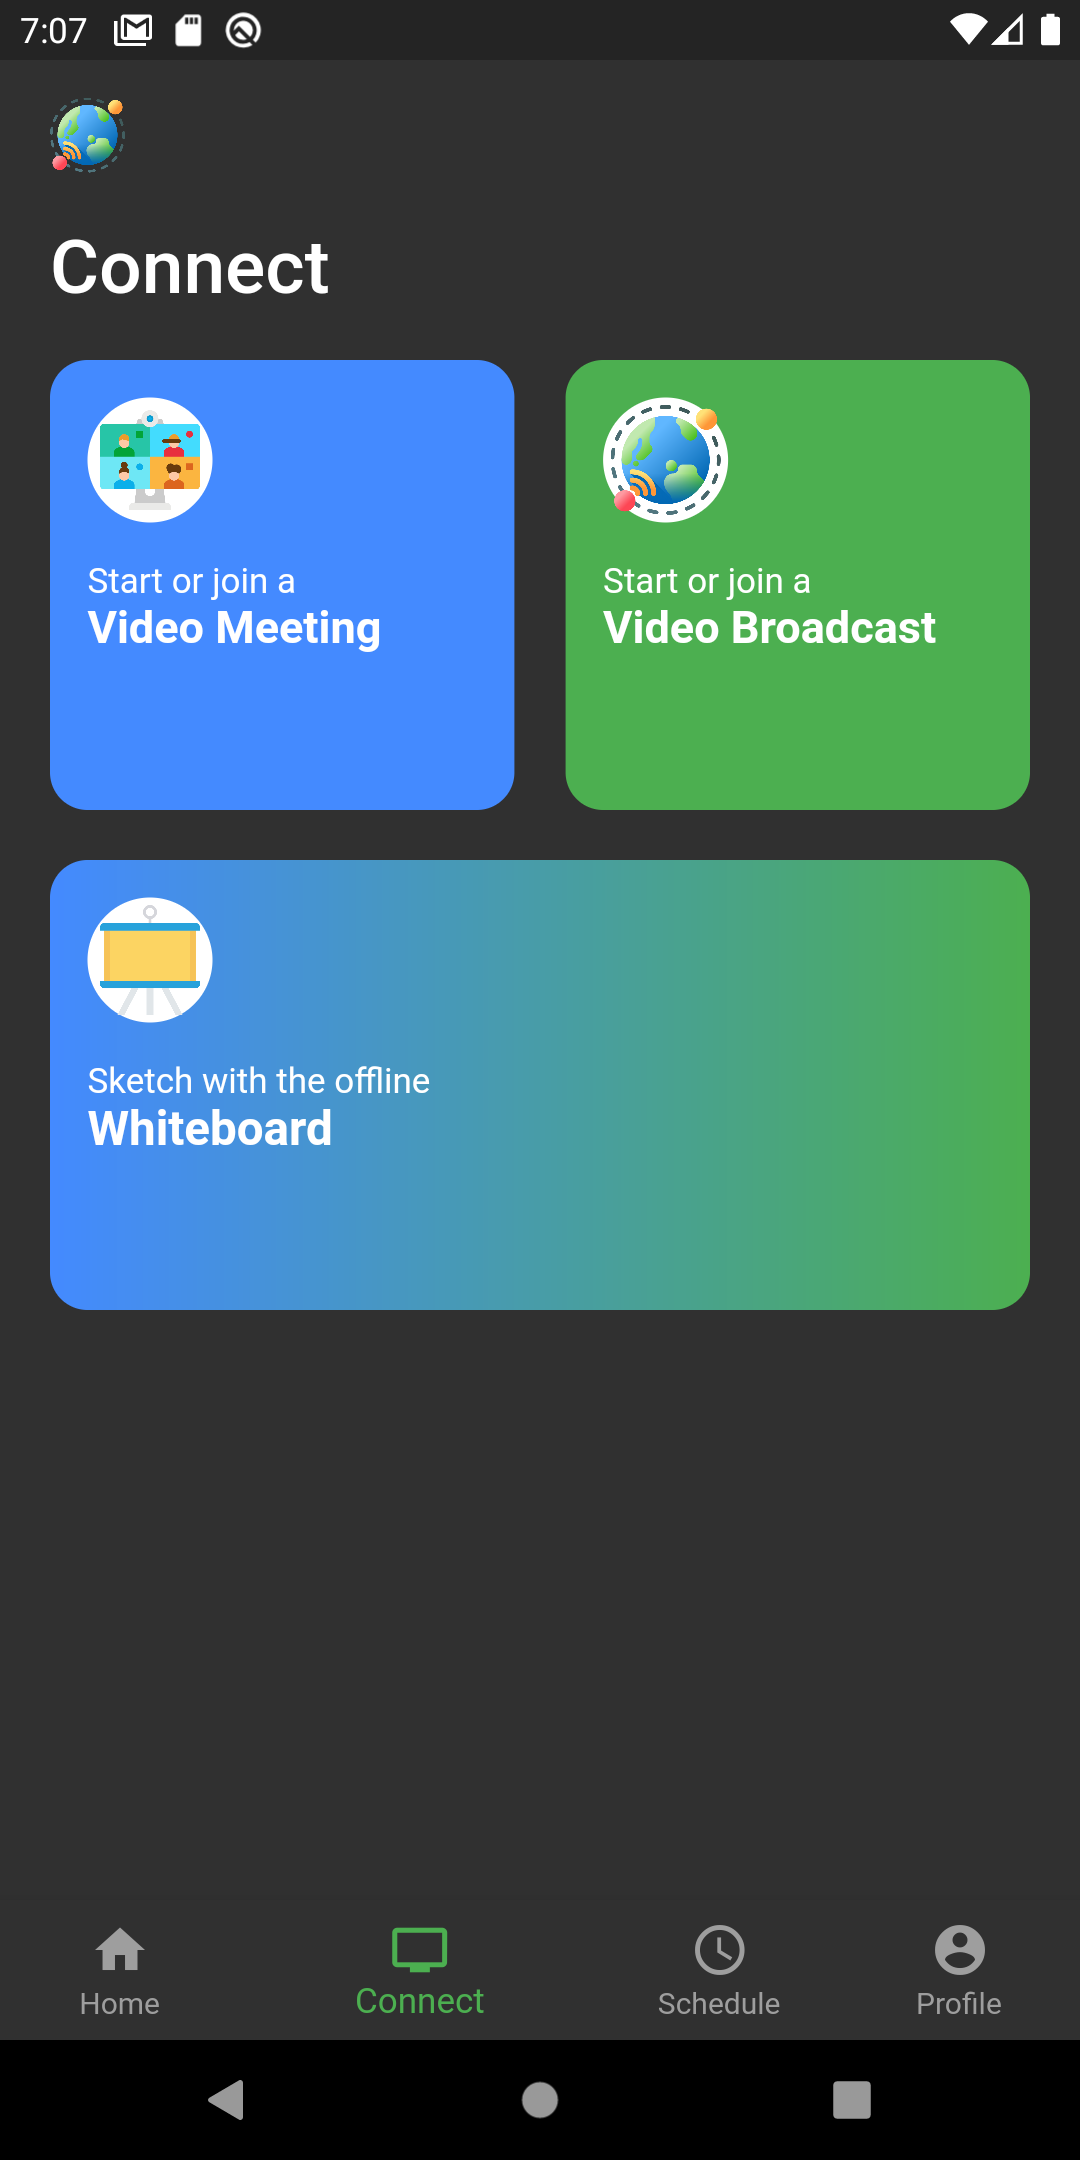 7:07
Connect
Start or join a
Video Meeting
Start or join a
Video Broadcast
Sketch with the offline
Whiteboard
Home
Connect
Schedule
Profile